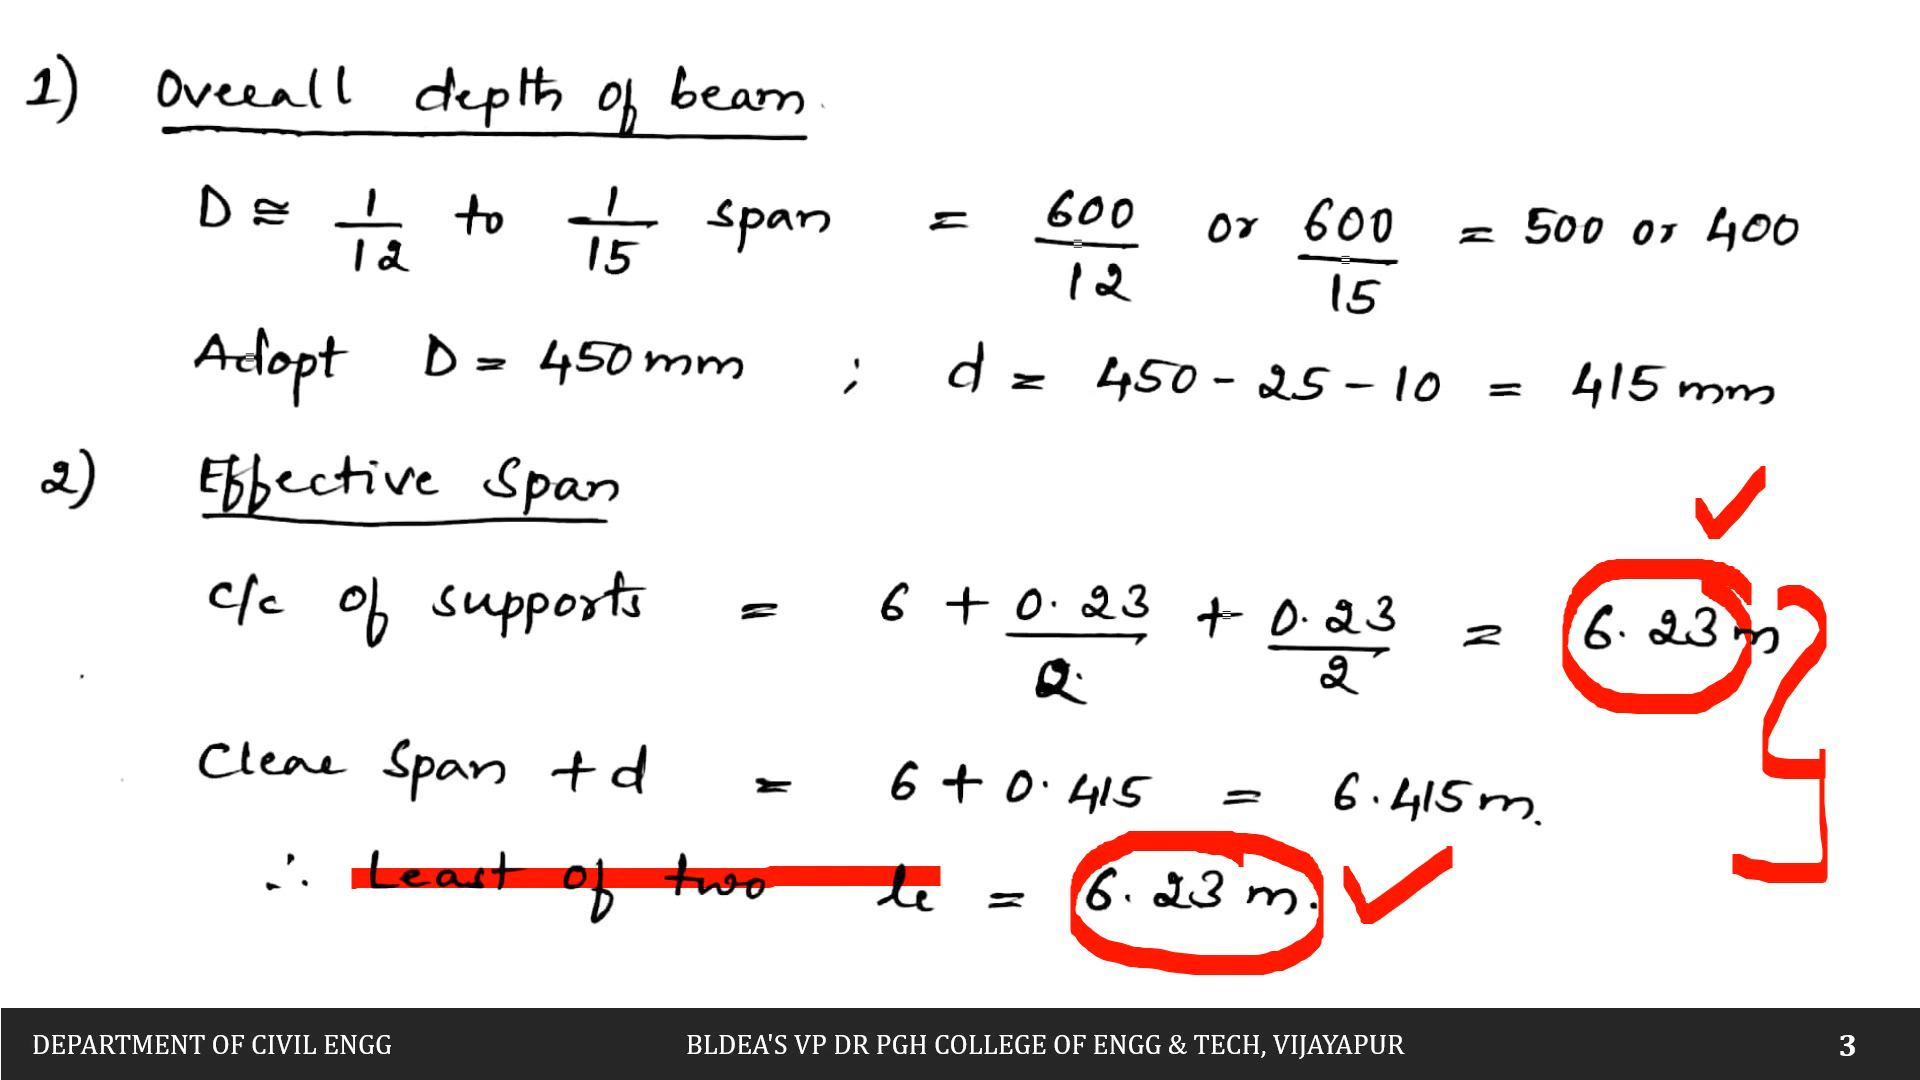 1) Overall depth of beam
D ≅ 1/12 to 1/15 span = 600/12 or 600/15 = 500 or 400
Adopt D = 450 mm ; d = 450 - 25 - 10 = 415 mm
2) Effective Span
c/c of supports = 6 + 0.23/2 + 0.23/2 = 6.23 m
Clear Span + d = 6 + 0.415 = 6.415 m.
∴ Least of two le = 6.23 m.
DEPARTMENT OF CIVIL ENGG BLDEA'S VP DR PGH COLLEGE OF ENGG & TECH, VIJAYAPUR 3